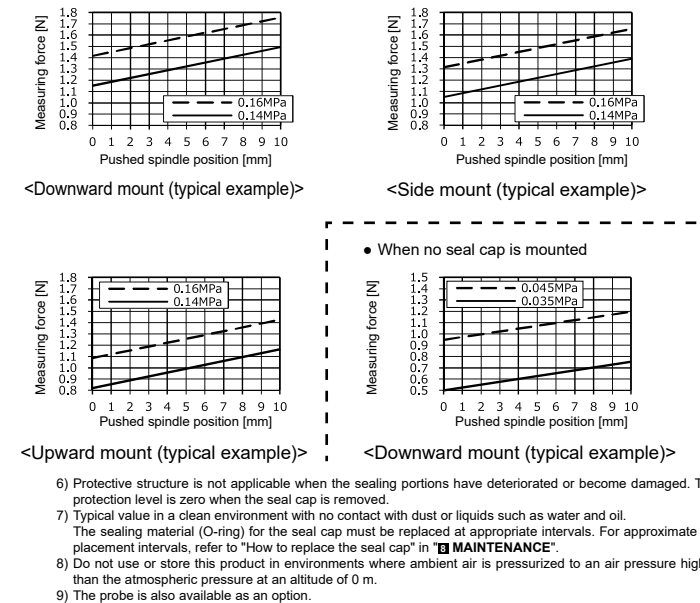 1.8
1.7
1.6
1.5
1.4
1.3
1.2
1.1
1.0
0.9
0.8
Measuring force [N]
0.16MPa
0.14MPa
0 1 2 3 4 5 6 7 8 9 10
Pushed spindle position [mm]
<Downward mount (typical example)>
1.8
1.7
1.6
1.5
1.4
1.3
1.2
1.1
1.0
0.9
0.8
Measuring force [N]
0.16MPa
0.14MPa
0 1 2 3 4 5 6 7 8 9 10
Pushed spindle position [mm]
<Side mount (typical example)>
1.8
1.7
1.6
1.5
1.4
1.3
1.2
1.1
1.0
0.9
0.8
Measuring force [N]
0.16MPa
0.14MPa
0 1 2 3 4 5 6 7 8 9 10
Pushed spindle position [mm]
<Upward mount (typical example)>
● When no seal cap is mounted
1.5
1.4
1.3
1.2
1.1
1.0
0.9
0.8
0.7
0.6
0.5
Measuring force [N]
0.045MPa
0.035MPa
0 1 2 3 4 5 6 7 8 9 10
Pushed spindle position [mm]
<Downward mount (typical example)>
6) Protective structure is not applicable when the sealing portions have deteriorated or become damaged. T
protection level is zero when the seal cap is removed.
7) Typical value in a clean environment with no contact with dust or liquids such as water and oil.
The sealing material (O-ring) for the seal cap must be replaced at appropriate intervals. For approximate
placement intervals, refer to "How to replace the seal cap" in "8 MAINTENANCE".
8) Do not use or store this product in environments where ambient air is pressurized to an air pressure high
than the atmospheric pressure at an altitude of 0 m.
9) The probe is also available as an option.